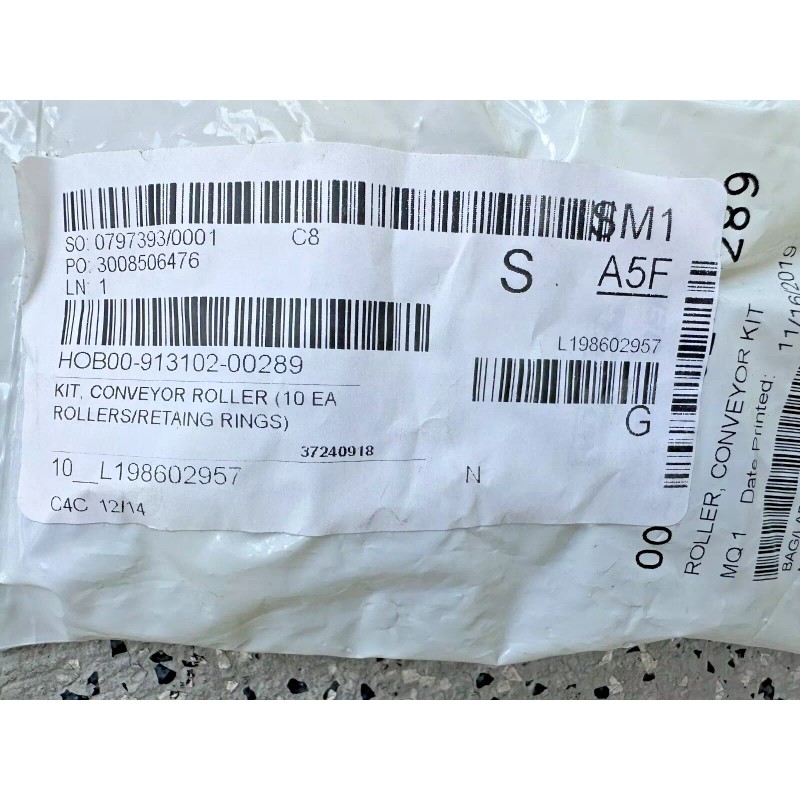 SM1
SO: 0797393/0001 C8
PO: 3008506476
S A5F
LN: 1
L198602957
HOB00-913102-00289
KIT, CONVEYOR ROLLER (10 EA
ROLLERS/RETAING RINGS)
G
37240918
10__L198602957 N
C4C 12/14
00
289
ROLLER, CONVEYOR KIT
MQ 1 Date Printed: 11/16/2019